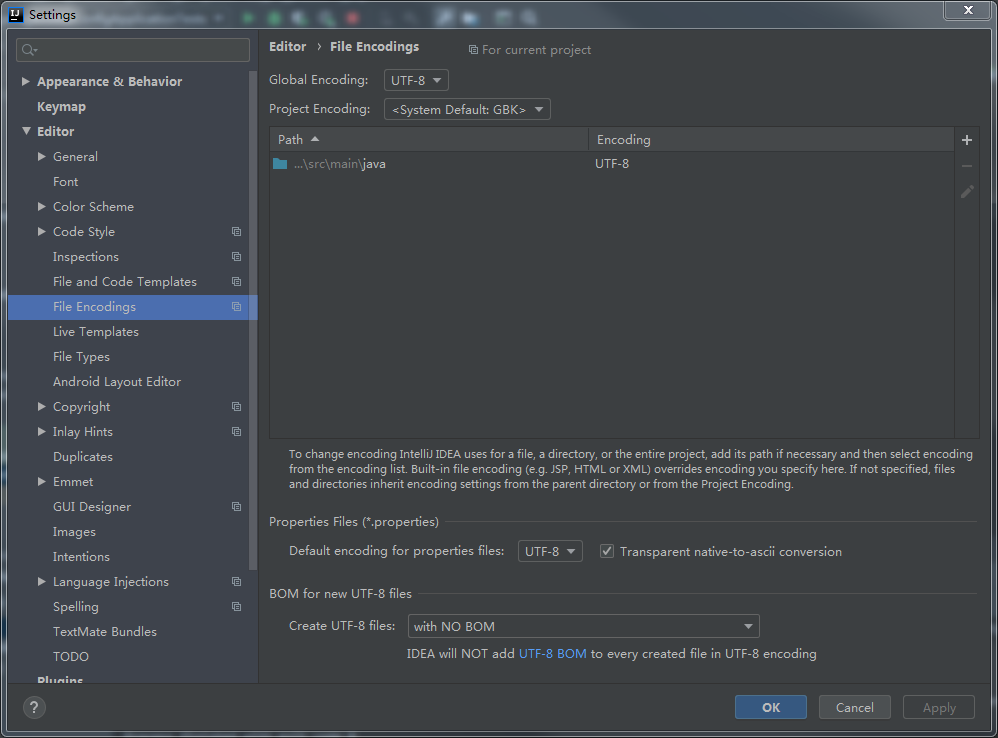 Settings
Editor › File Encodings
For current project
Appearance & Behavior
Keymap
Editor
General
Font
Color Scheme
Code Style
Inspections
File and Code Templates
File Encodings
Live Templates
File Types
Android Layout Editor
Copyright
Inlay Hints
Duplicates
Emmet
GUI Designer
Images
Intentions
Language Injections
Spelling
TextMate Bundles
TODO
Plugins
Global Encoding: UTF-8
Project Encoding: <System Default: GBK>
Path Encoding
...\src\main\java UTF-8
To change encoding IntelliJ IDEA uses for a file, a directory, or the entire project, add its path if necessary and then select encoding
from the encoding list. Built-in file encoding (e.g. JSP, HTML or XML) overrides encoding you specify here. If not specified, files
and directories inherit encoding settings from the parent directory or from the Project Encoding.
Properties Files (*.properties)
Default encoding for properties files: UTF-8 Transparent native-to-ascii conversion
BOM for new UTF-8 files
Create UTF-8 files: with NO BOM
IDEA will NOT add UTF-8 BOM to every created file in UTF-8 encoding
? OK Cancel Apply